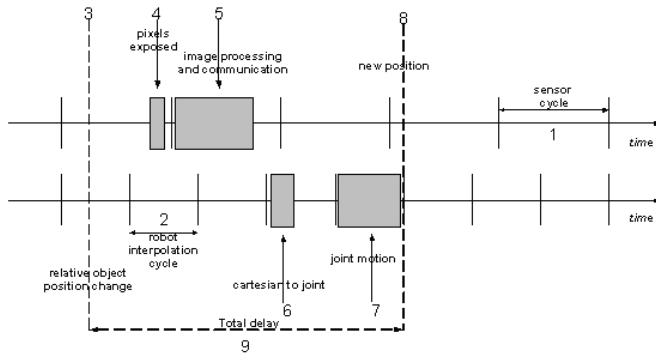 3
4
5
8
pixels
exposed
image processing
and communication
new position
sensor
cycle
1
time
2
robot
interpolation
cycle
time
relative object
position change
cartesian to joint
joint motion
6
7
Total delay
9